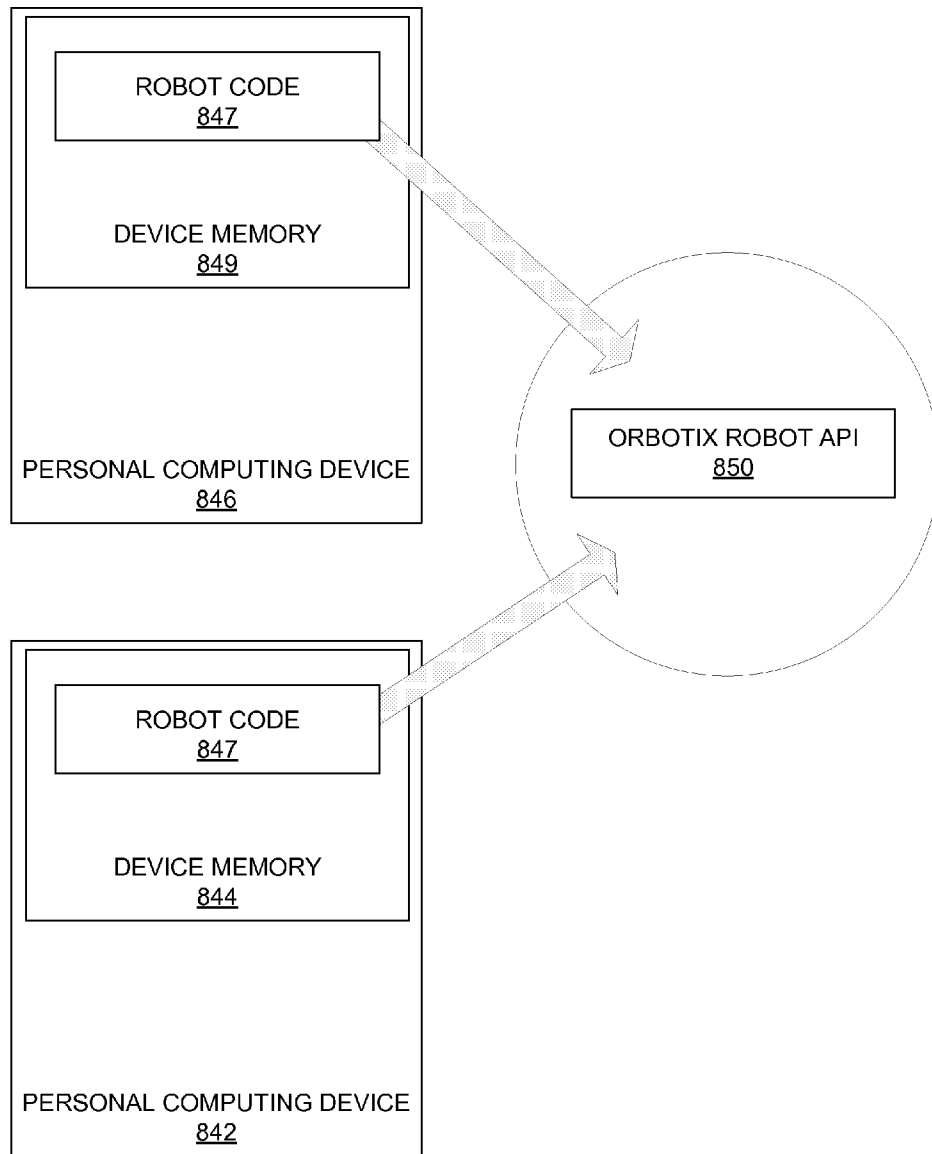 ROBOT CODE
847
DEVICE MEMORY
849
PERSONAL COMPUTING DEVICE
846
ORBOTIX ROBOT API
850
ROBOT CODE
847
DEVICE MEMORY
844
PERSONAL COMPUTING DEVICE
842